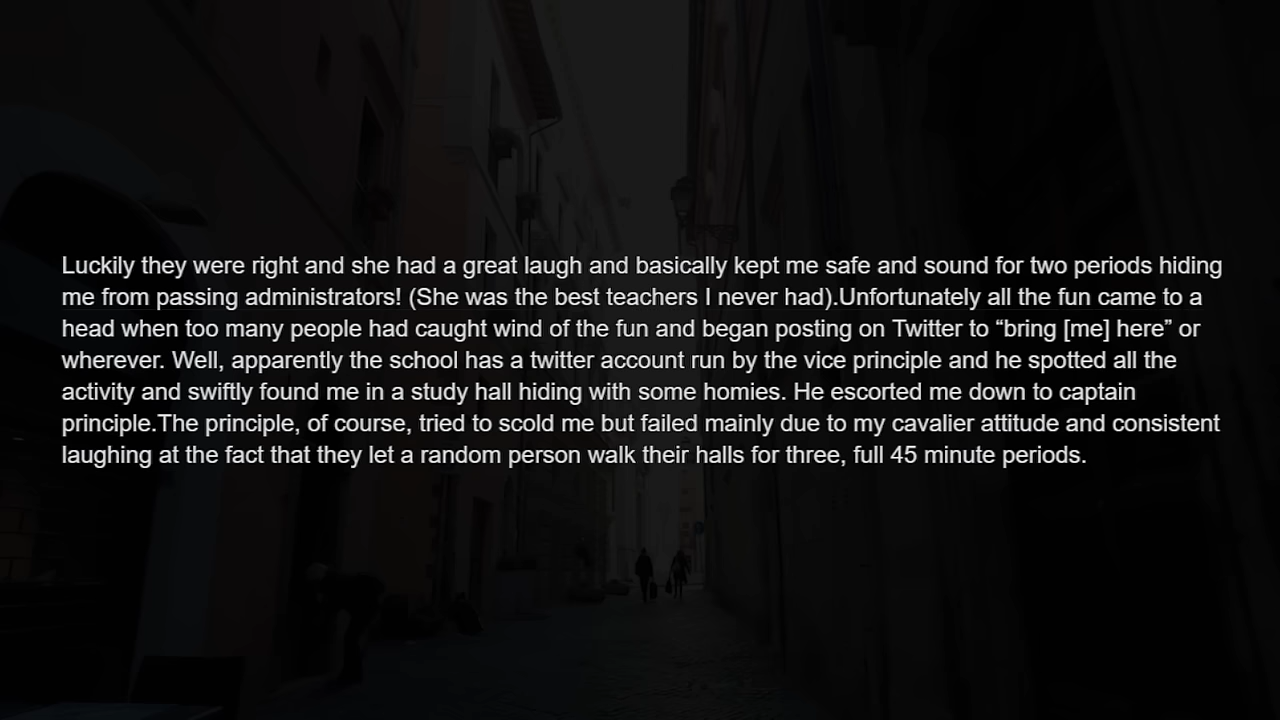 Luckily they were right and she had a great laugh and basically kept me safe and sound for two periods hiding
me from passing administrators! (She was the best teachers I never had).Unfortunately all the fun came to a
head when too many people had caught wind of the fun and began posting on Twitter to “bring [me] here” or
wherever. Well, apparently the school has a twitter account run by the vice principle and he spotted all the
activity and swiftly found me in a study hall hiding with some homies. He escorted me down to captain
principle.The principle, of course, tried to scold me but failed mainly due to my cavalier attitude and consistent
laughing at the fact that they let a random person walk their halls for three, full 45 minute periods.